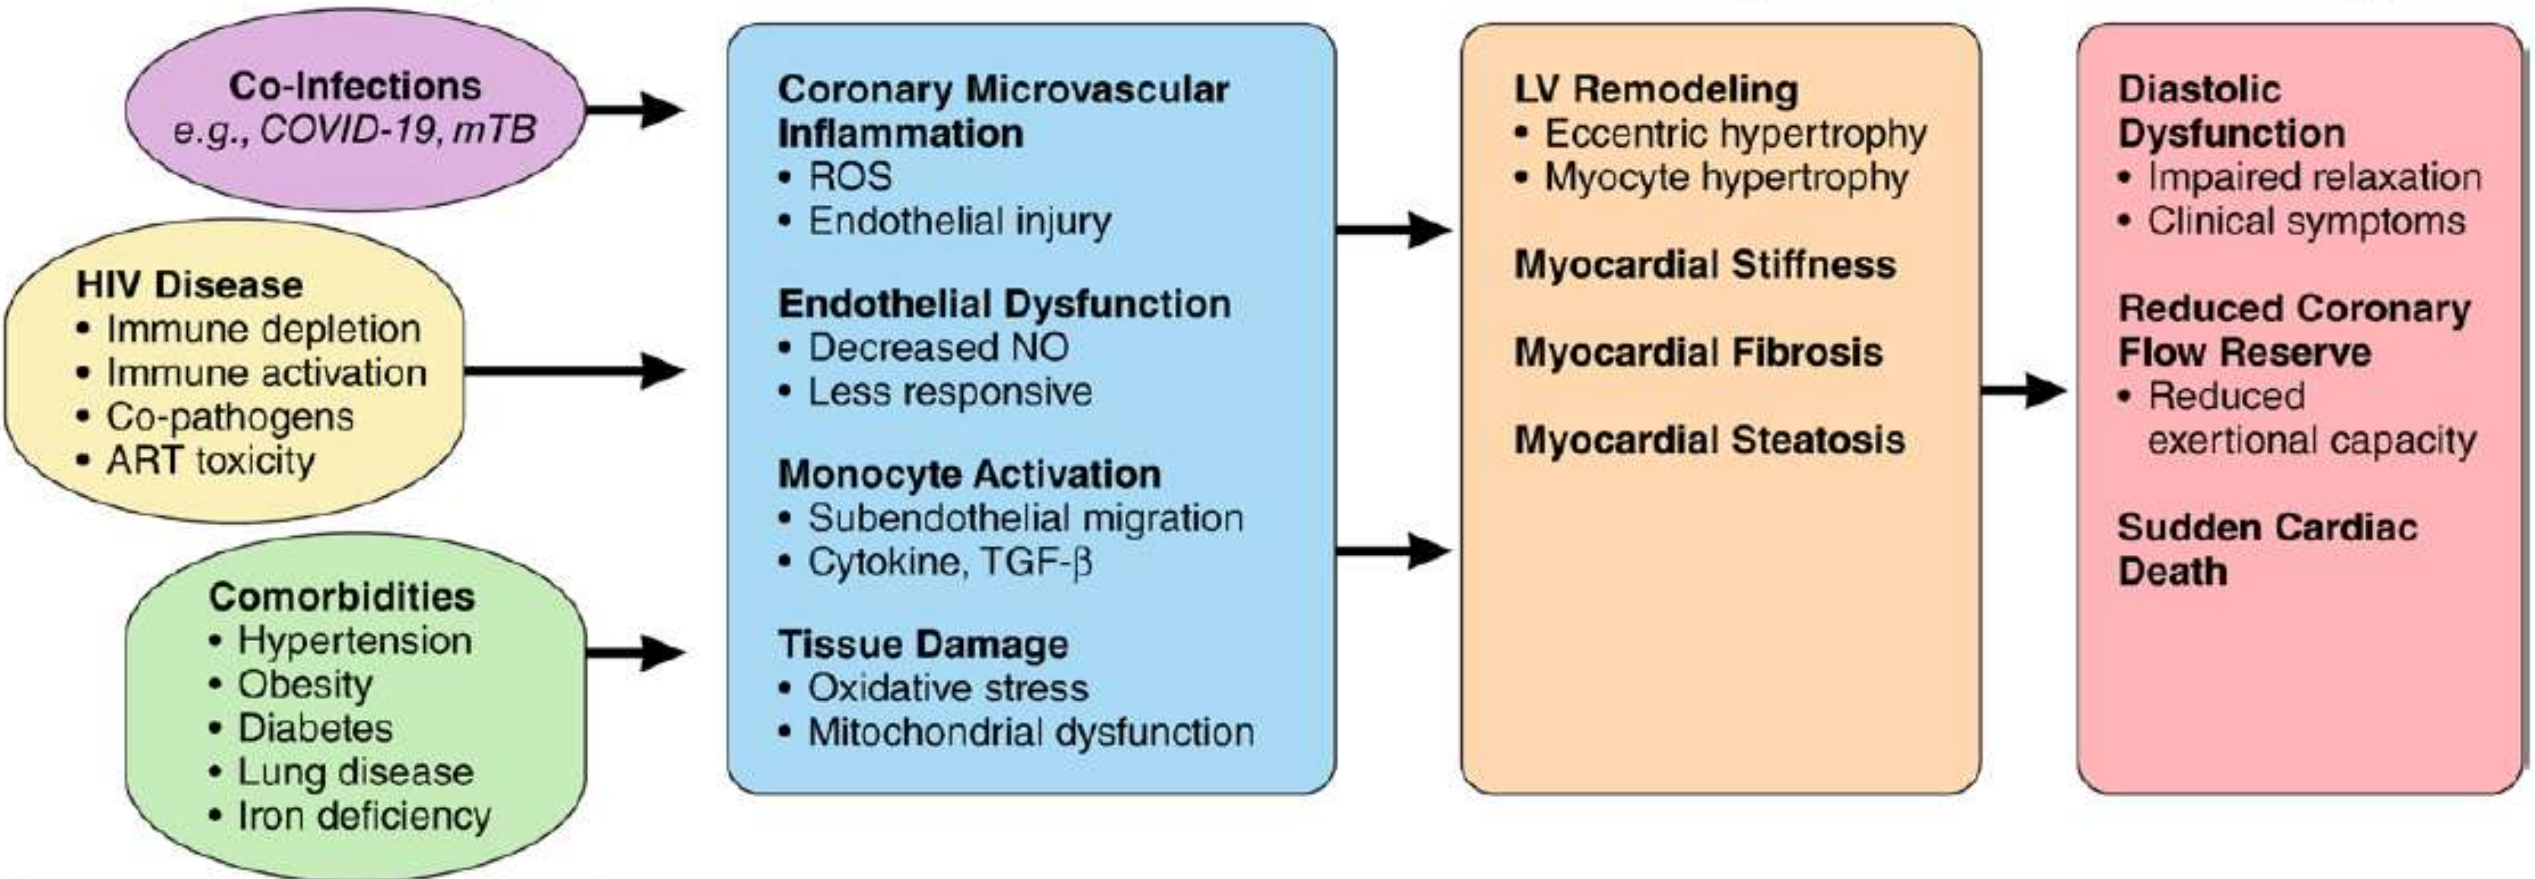 Co-Infections
e.g., COVID-19, mTB
HIV Disease
• Immune depletion
• Immune activation
• Co-pathogens
• ART toxicity
Comorbidities
• Hypertension
• Obesity
• Diabetes
• Lung disease
• Iron deficiency
Coronary Microvascular
Inflammation
• ROS
• Endothelial injury
Endothelial Dysfunction
• Decreased NO
• Less responsive
Monocyte Activation
• Subendothelial migration
• Cytokine, TGF-β
Tissue Damage
• Oxidative stress
• Mitochondrial dysfunction
LV Remodeling
• Eccentric hypertrophy
• Myocyte hypertrophy
Myocardial Stiffness
Myocardial Fibrosis
Myocardial Steatosis
Diastolic
Dysfunction
• Impaired relaxation
• Clinical symptoms
Reduced Coronary
Flow Reserve
• Reduced
exertional capacity
Sudden Cardiac
Death